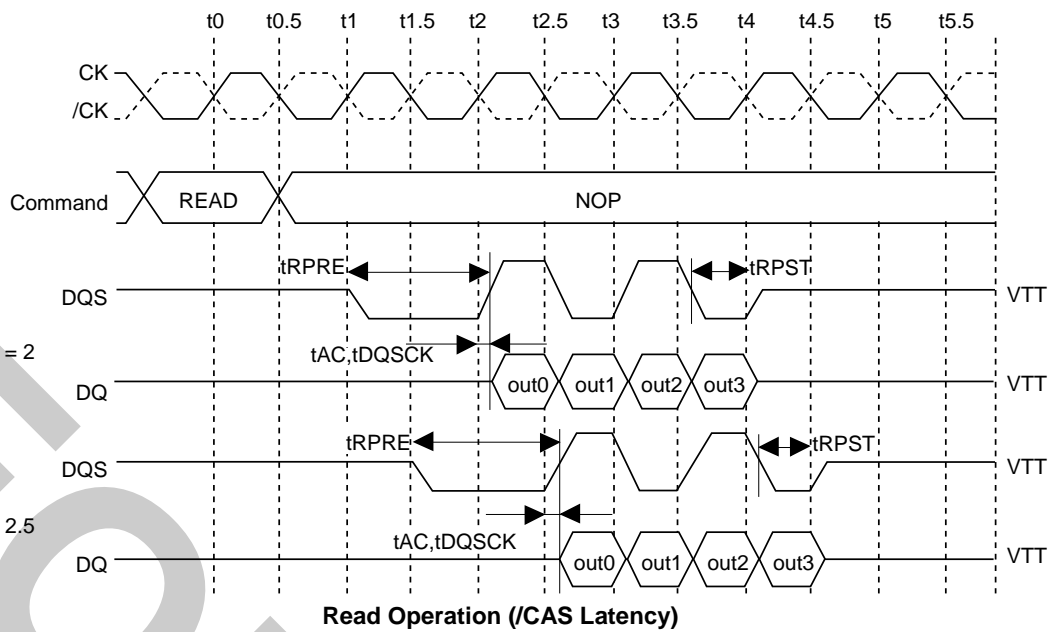 t0 t0.5 t1 t1.5 t2 t2.5 t3 t3.5 t4 t4.5 t5 t5.5
CK
/CK
Command READ NOP
tRPRE tRPST
DQS VTT
= 2
tAC,tDQSCK
DQ out0 out1 out2 out3 VTT
tRPRE tRPST
DQS VTT
2.5
tAC,tDQSCK
DQ out0 out1 out2 out3 VTT
Read Operation (/CAS Latency)